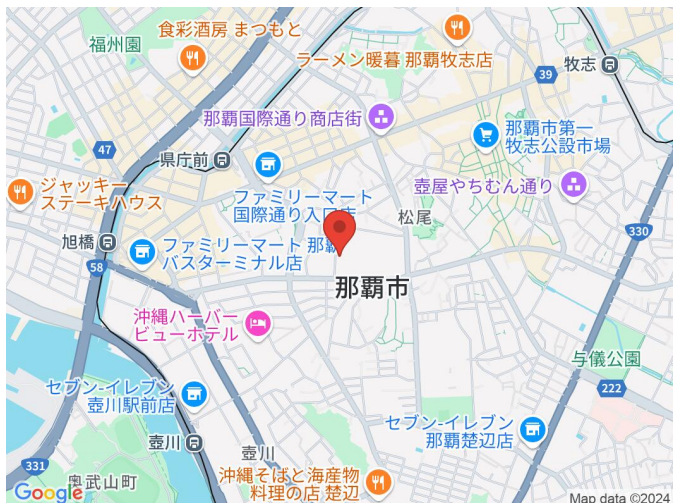 食彩酒房 まつもと
福州園
ラーメン暖暮 那覇牧志店
牧志
39
那覇国際通り商店街
那覇市第一
牧志公設市場
47
県庁前
壺屋やちむん通り
ジャッキー
ステーキハウス
ファミリーマート
国際通り入口店
松尾
330
旭橋
ファミリーマート 那覇
バスターミナル店
58
那覇市
沖縄ハーバー
ビューホテル
与儀公園
222
セブン-イレブン
壺川駅前店
セブン-イレブン
那覇楚辺店
壺川
壺川
331
奥武山町
沖縄そばと海産物
料理の店 楚辺
Google
Map data ©2024